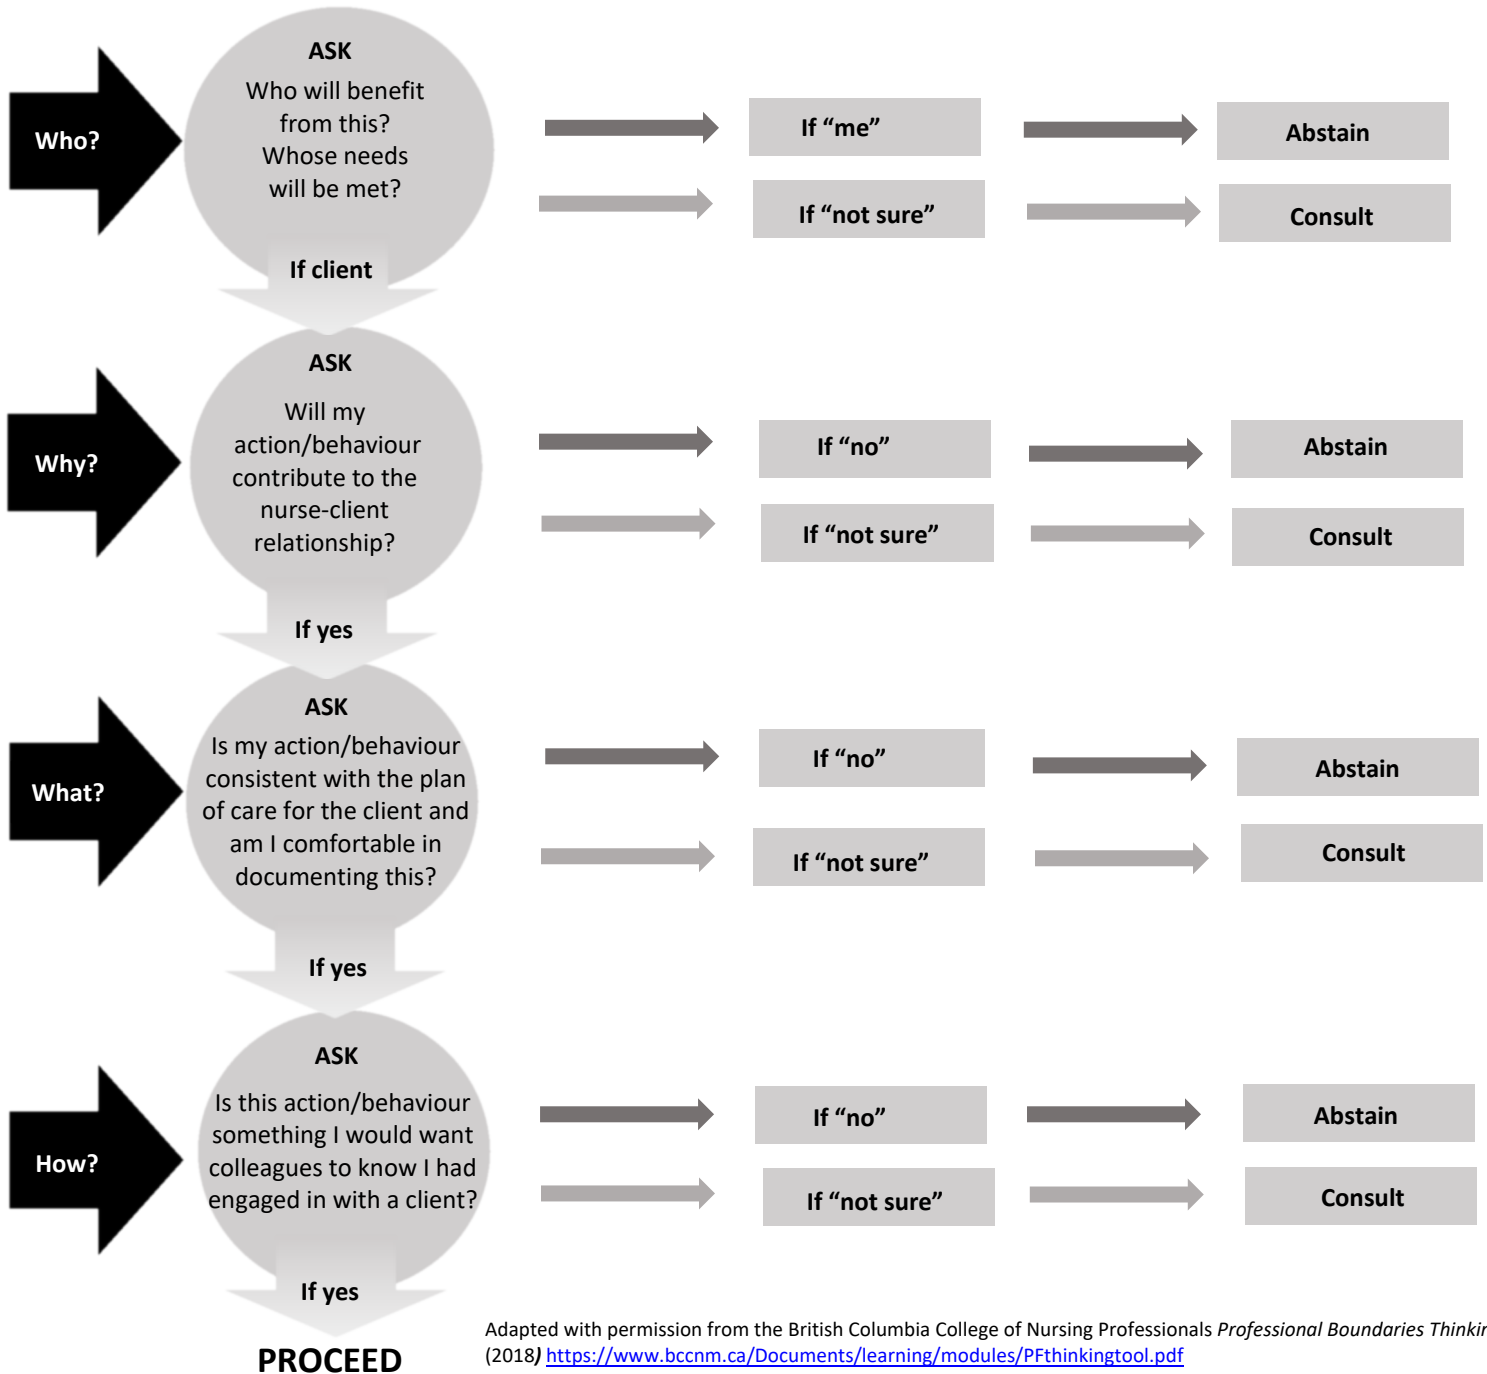 Who?
ASK
Who will benefit
from this?
Whose needs
will be met?
If “me”
Abstain
If “not sure”
Consult
If client
Why?
ASK
Will my
action/behaviour
contribute to the
nurse-client
relationship?
If “no”
Abstain
If “not sure”
Consult
If yes
What?
ASK
Is my action/behaviour
consistent with the plan
of care for the client and
am I comfortable in
documenting this?
If “no”
Abstain
If “not sure”
Consult
If yes
How?
ASK
Is this action/behaviour
something I would want
colleagues to know I had
engaged in with a client?
If “no”
Abstain
If “not sure”
Consult
If yes
PROCEED
Adapted with permission from the British Columbia College of Nursing Professionals Professional Boundaries
(2018) https://www.bccnm.ca/Documents/learning/modules/PFthinkingtool.pdf